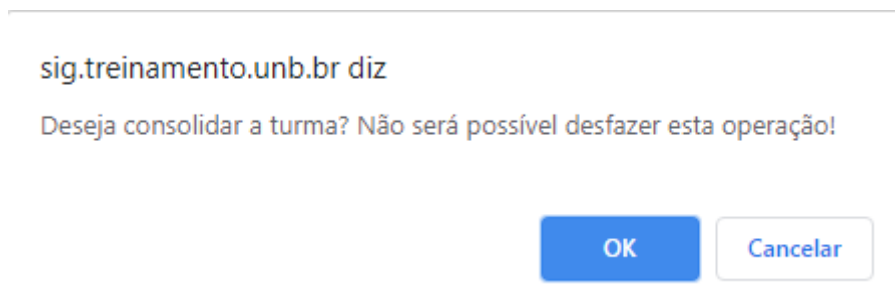 sig.treinamento.unb.br diz
Deseja consolidar a turma? Não será possível desfazer esta operação!
OK Cancelar